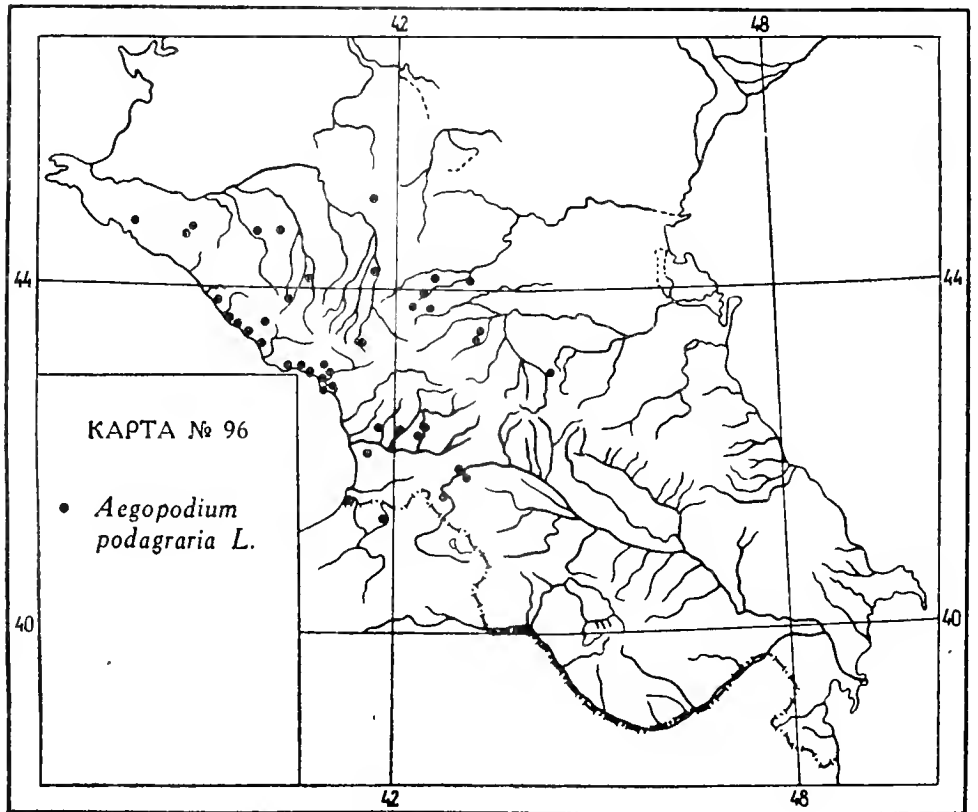 42 48
44 44
КАРТА № 96
• Aegopodium
podagraria L.
40 40
42 48